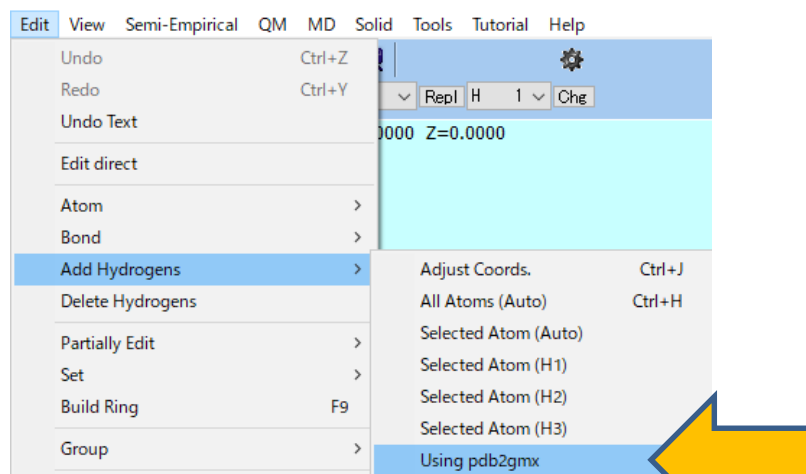 Edit View Semi-Empirical QM MD Solid Tools Tutorial Help
Undo Ctrl+Z
Redo Ctrl+Y
Repl H 1 Chg
Undo Text
Z=0.0000
Edit direct
Atom
Bond
Add Hydrogens
Adjust Coords. Ctrl+J
Delete Hydrogens
All Atoms (Auto) Ctrl+H
Selected Atom (Auto)
Partially Edit
Selected Atom (H1)
Set
Selected Atom (H2)
Build Ring F9
Selected Atom (H3)
Group
Using pdb2gmx